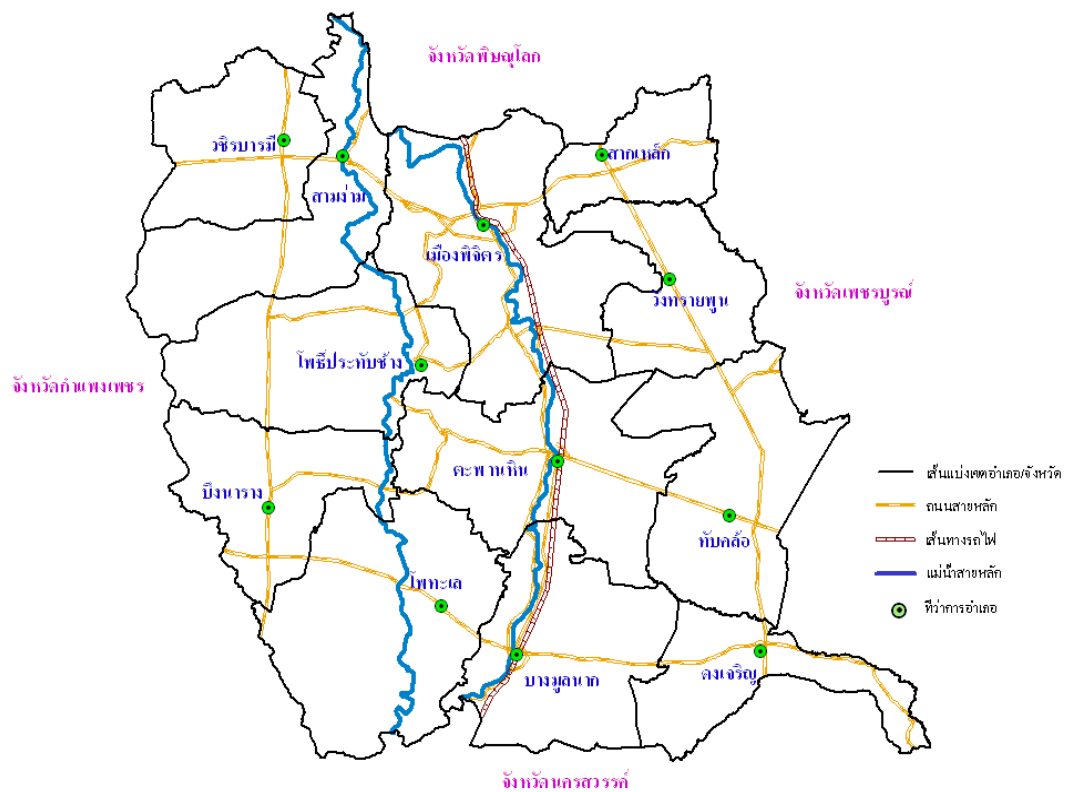 จังหวัดพิษณุโลก
วชิรบารมี
สากเหล็ก
สามง่าม
เมืองพิจิตร
วังทรายพูน
จังหวัดเพชรบูรณ์
โพธิ์ประทับช้าง
จังหวัดกำแพงเพชร
ตะพานหิน
เส้นแบ่งเขตอำเภอ/จังหวัด
บึงนาราง
ถนนสายหลัก
ทับคล้อ
เส้นทางรถไฟ
โพทะเล
แม่น้ำสายหลัก
ที่ว่าการอำเภอ
บางมูลนาก
ดงเจริญ
จังหวัดนครสวรรค์